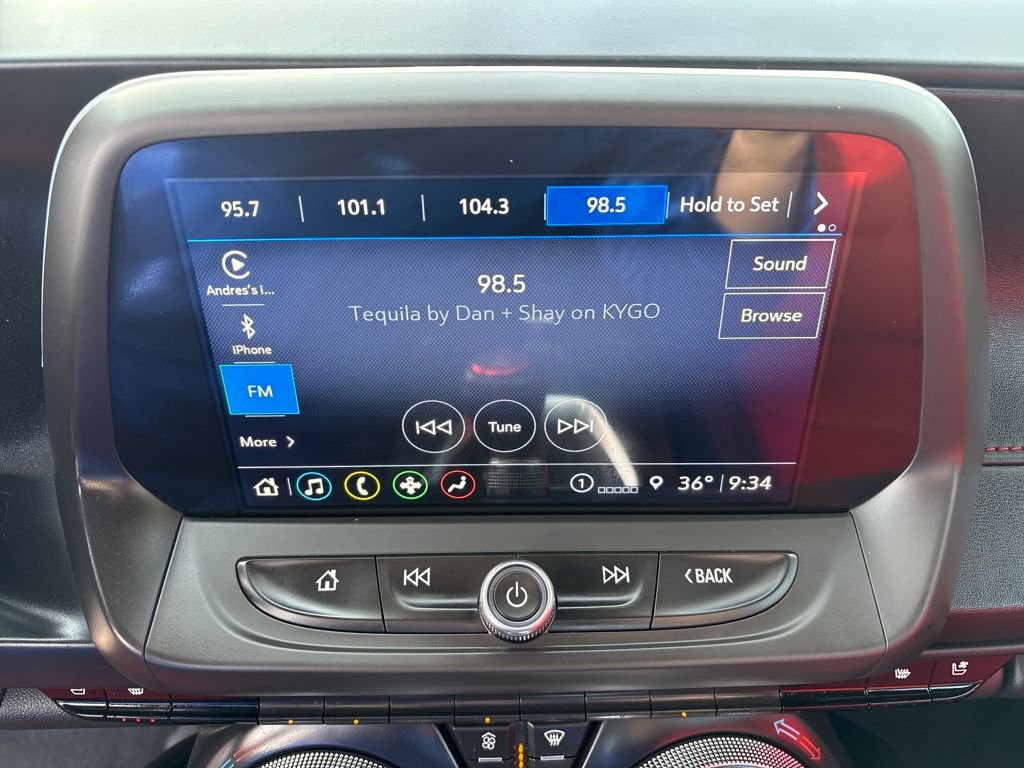 95.7 | 101.1 | 104.3 98.5 Hold to Set |
Andres's i...
98.5
Sound
Tequila by Dan + Shay on KYGO
Browse
iPhone
FM
Tune
More
1 36° | 9:34
BACK